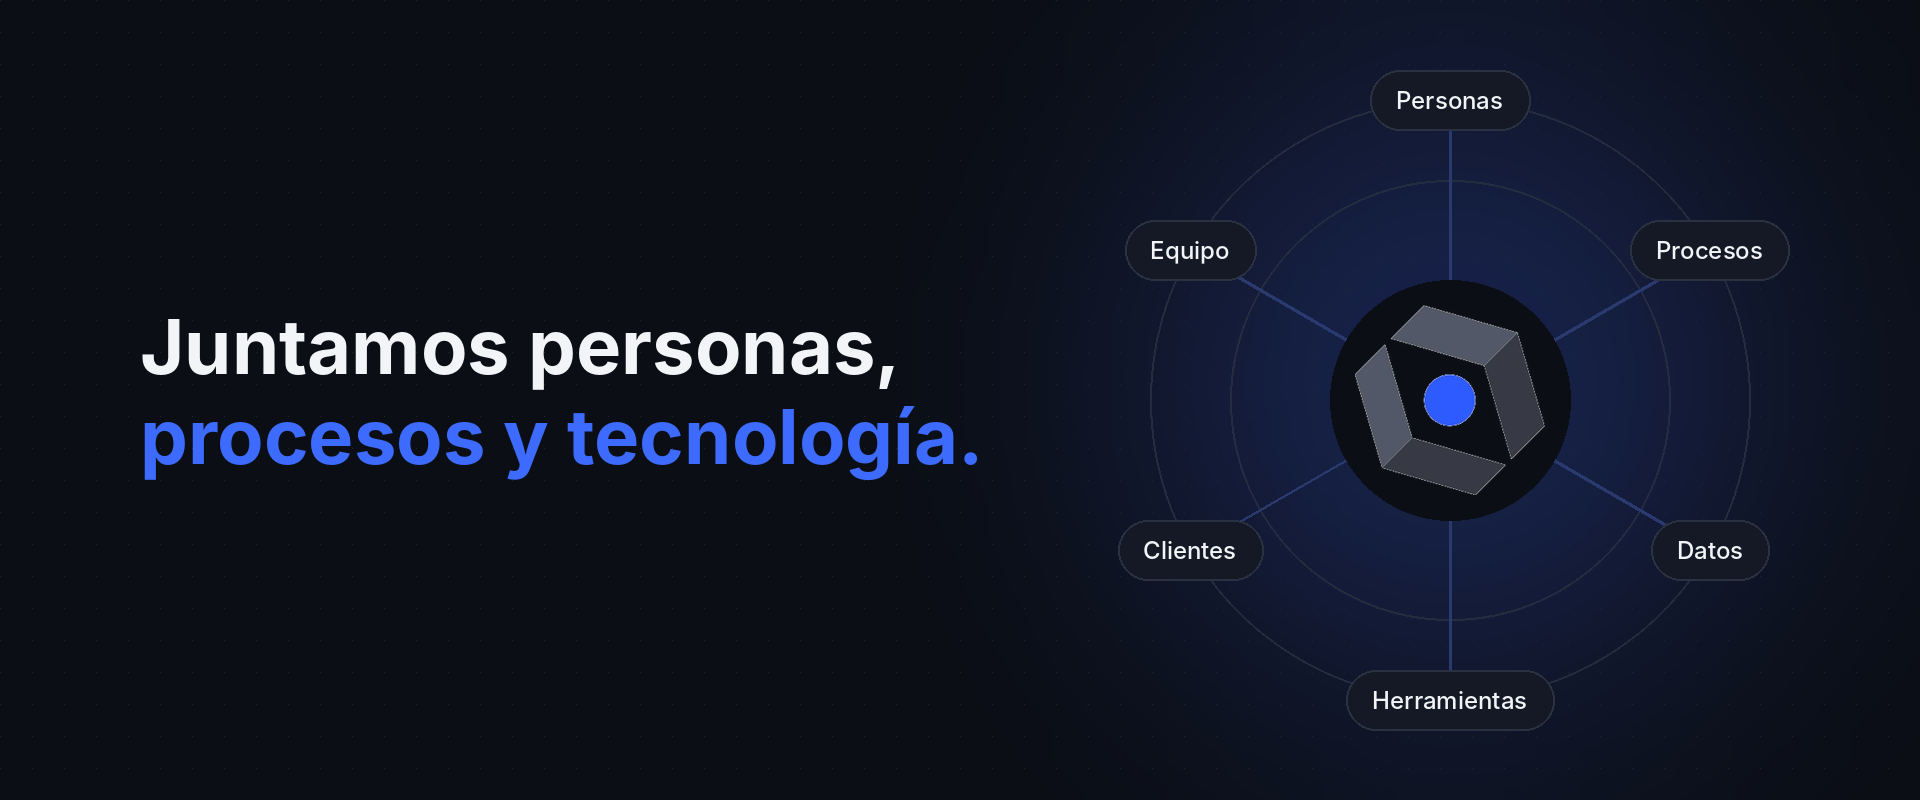 Juntamos personas,
procesos y tecnología.
Personas
Equipo
Procesos
Clientes
Datos
Herramientas